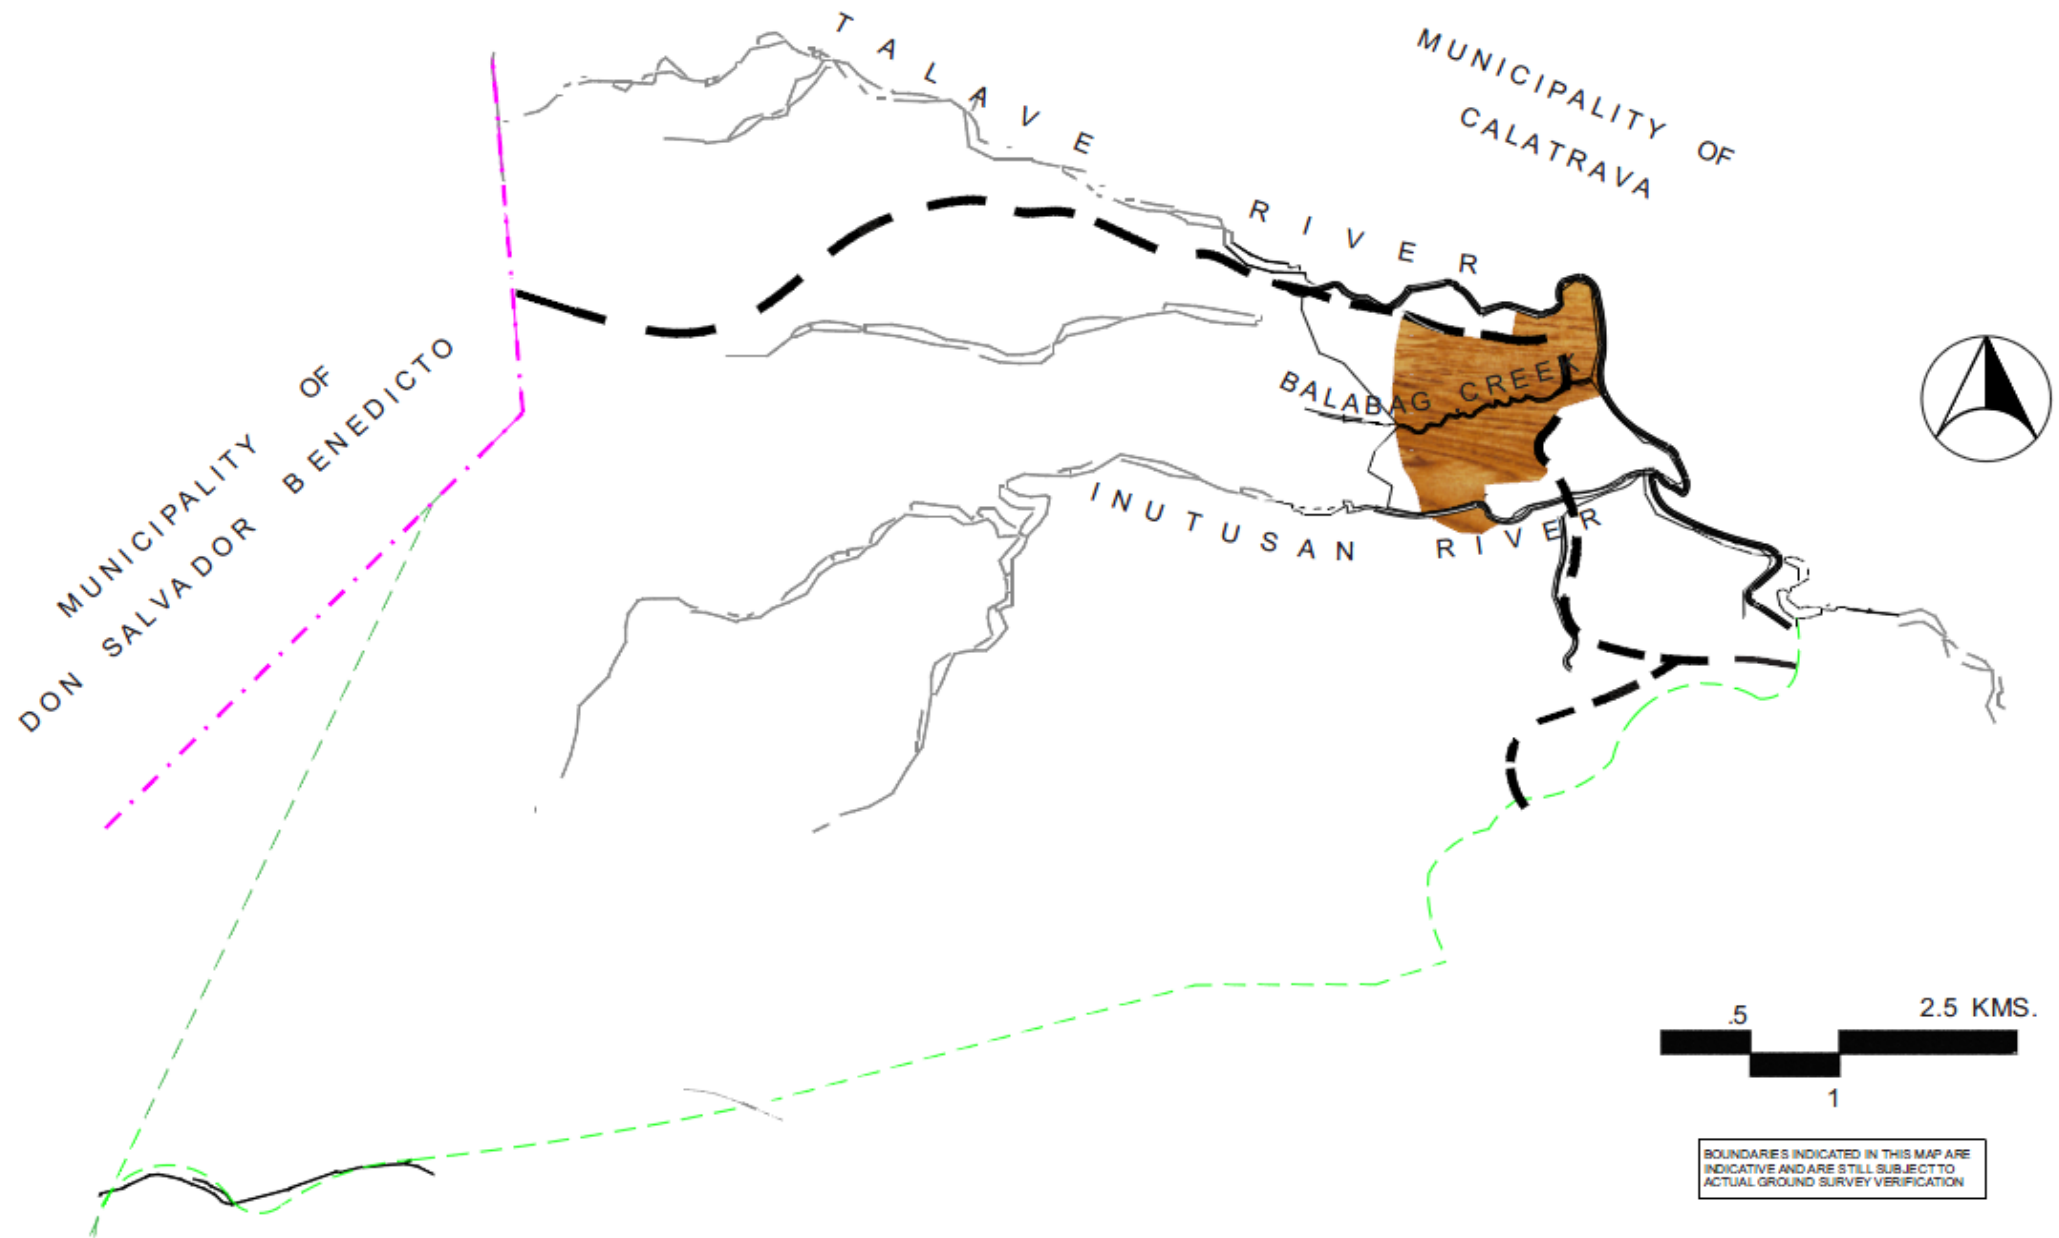 TALAVE RIVER
MUNICIPALITY OF
CALATRAVA
MUNICIPALITY OF
DON SALVADOR BENEDICTO
BALABAG CREEK
INUTUSAN RIVER
.5
2.5 KMS.
1
BOUNDARIES INDICATED IN THIS MAP ARE
INDICATIVE AND ARE STILL SUBJECT TO
ACTUAL GROUND SURVEY VERIFICATION